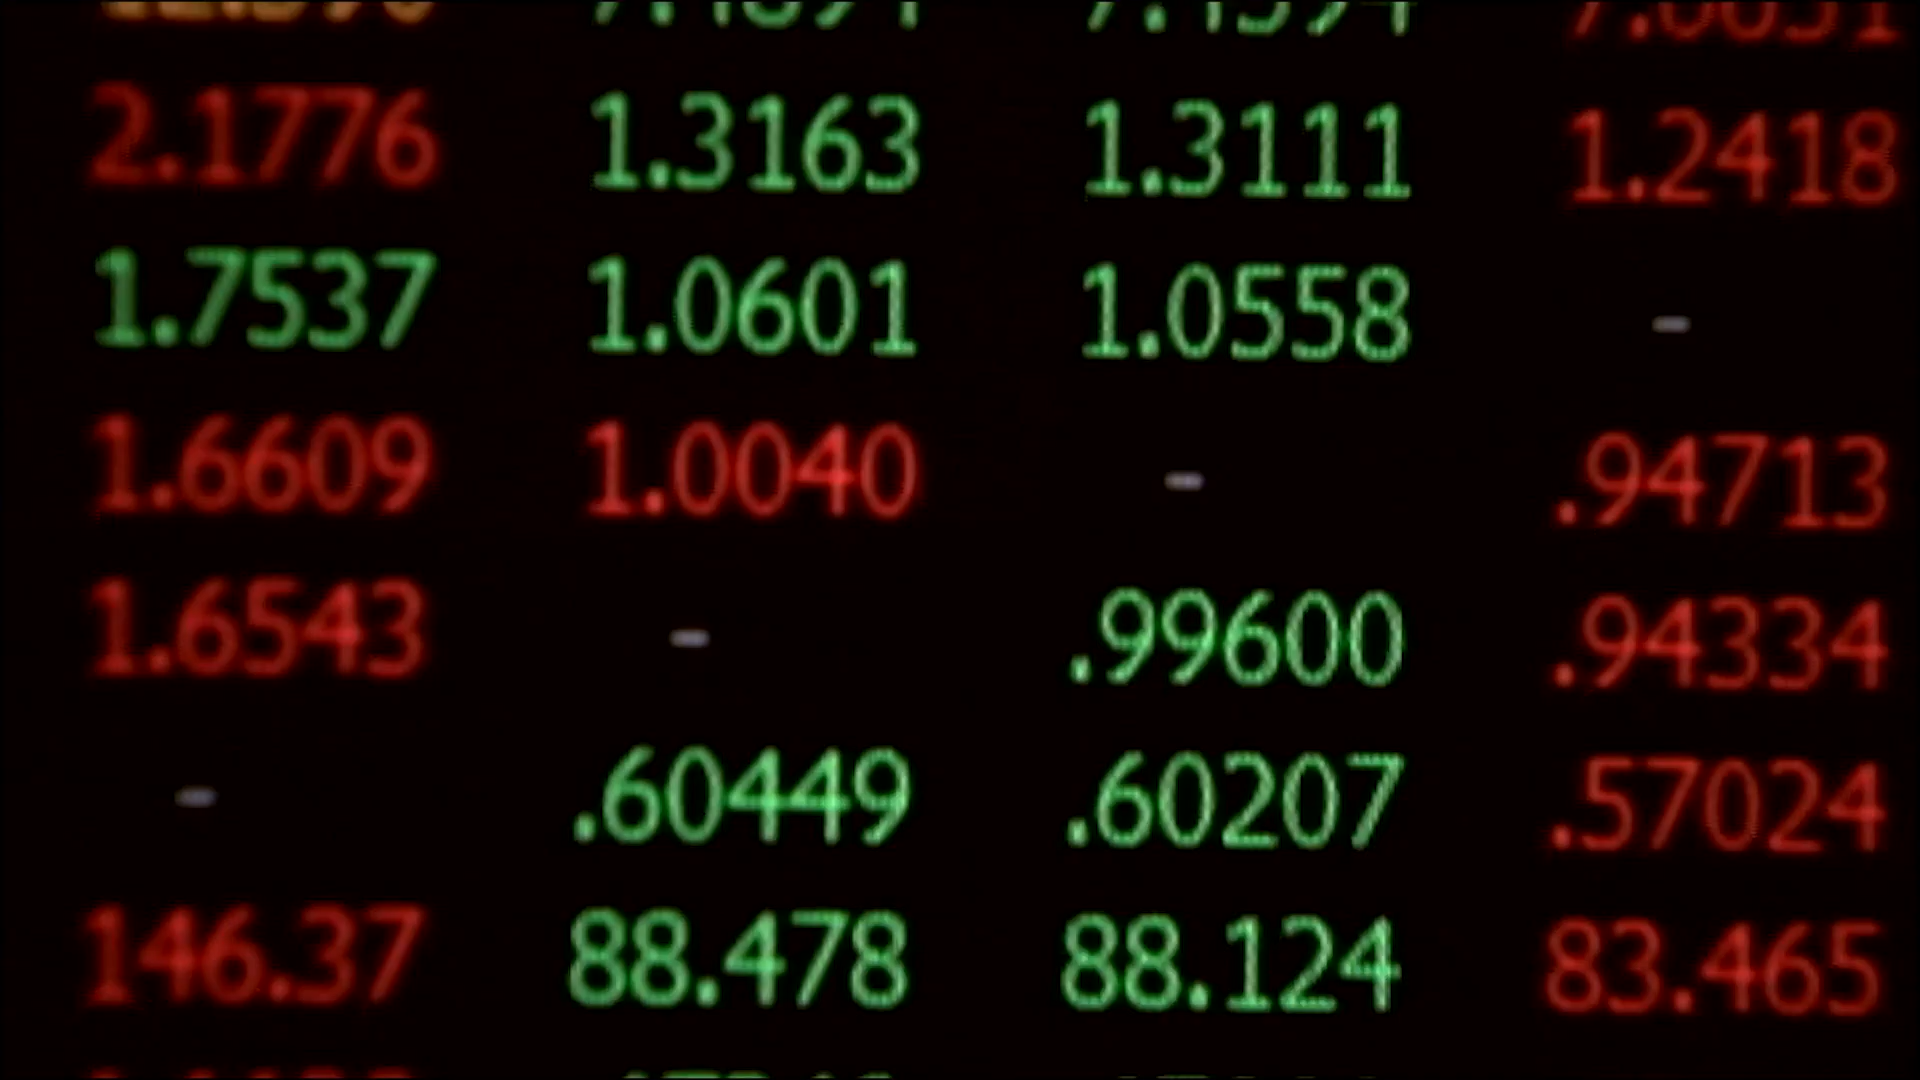 2.1776 1.3163 1.3111 1.2418
1.7537 1.0601 1.0558 -
1.6609 1.0040 - .94713
1.6543 - .99600 .94334
- .60449 .60207 .57024
146.37 88.478 88.124 83.465